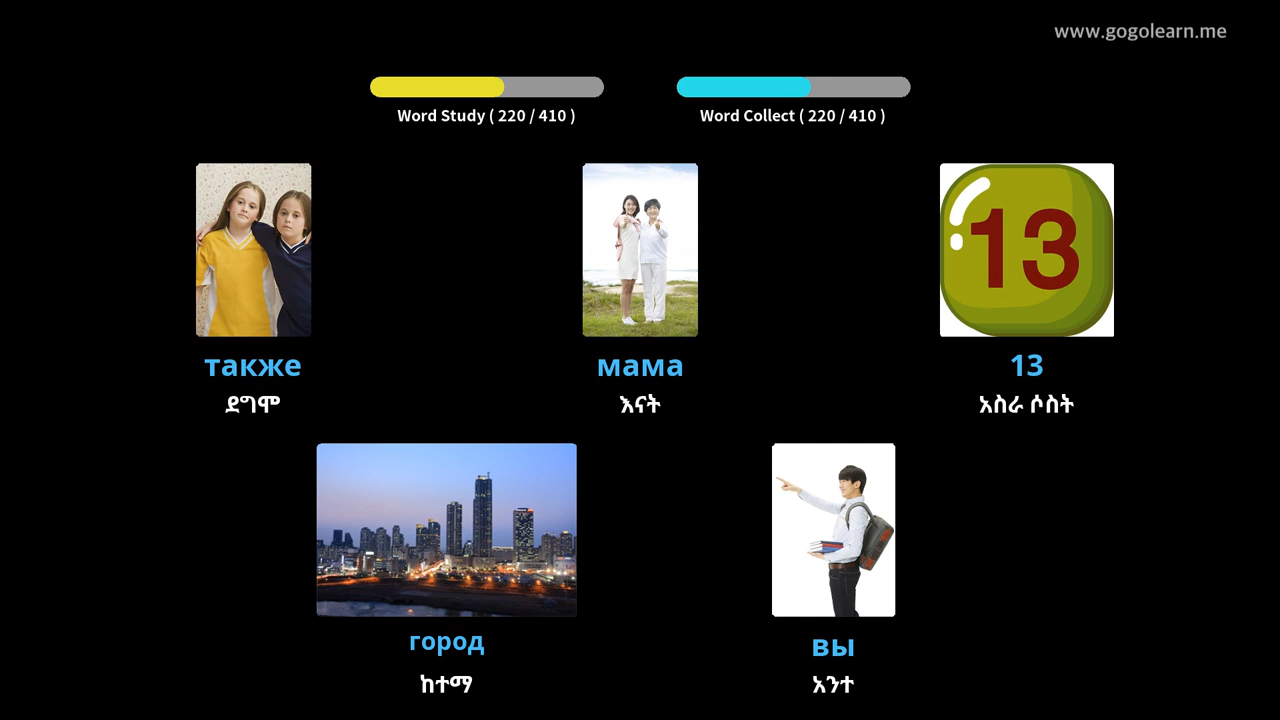 www.gogolearn.me
Word Study ( 220 / 410 )
Word Collect ( 220 / 410 )
13
также
мама
13
ደግሞ
እናት
አስራ ሶስት
город
вы
ከተማ
አንተ